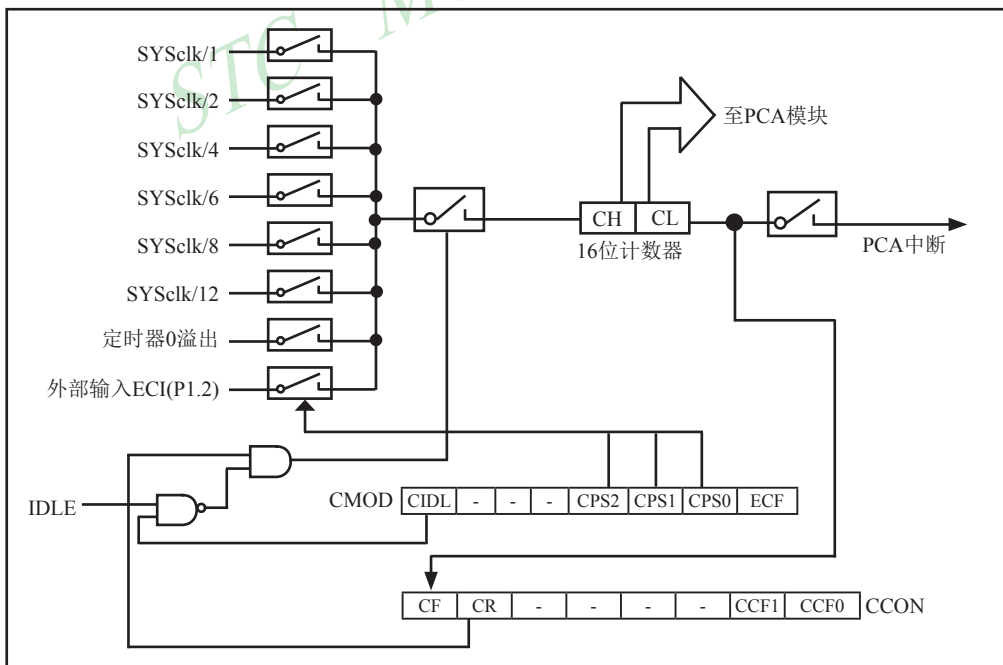 STC M
SYSclk/1
SYSclk/2
SYSclk/4
SYSclk/6
SYSclk/8
SYSclk/12
定时器0溢出
外部输入ECI(P1.2)
至PCA模块
CH CL
16位计数器
PCA中断
IDLE
CMOD CIDL - - - CPS2 CPS1 CPS0 ECF
CF CR - - - - CCF1 CCF0 CCON